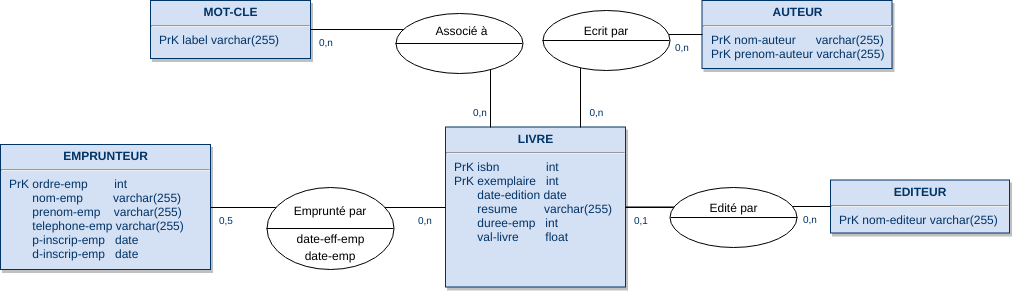 MOT-CLE
PrK label varchar(255)
0,n
Associé à
Ecrit par
0,n
AUTEUR
PrK nom-auteur varchar(255)
PrK prenom-auteur varchar(255)
0,n
0,n
EMPRUNTEUR
PrK ordre-emp int
nom-emp varchar(255)
prenom-emp varchar(255)
telephone-emp varchar(255)
p-inscrip-emp date
d-inscrip-emp date
0,5
Emprunté par
date-eff-emp
date-emp
0,n
LIVRE
PrK isbn int
PrK exemplaire int
date-edition date
resume varchar(255)
duree-emp int
val-livre float
0,1
Edité par
0,n
EDITEUR
PrK nom-editeur varchar(255)